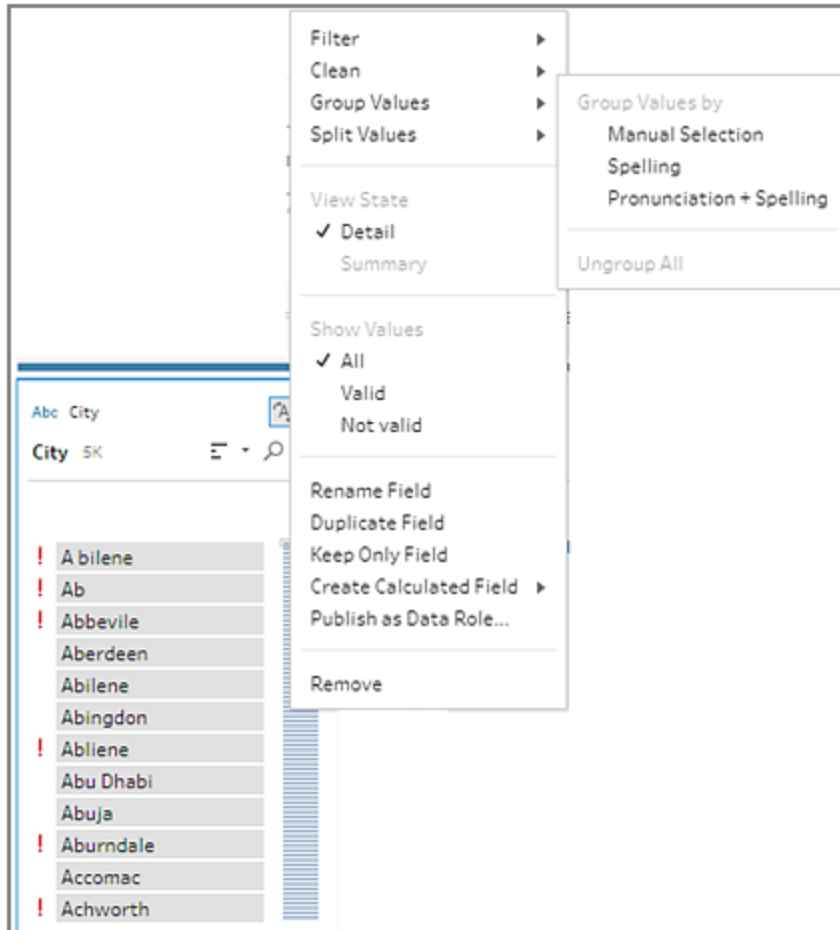 Filter
Clean
Group Values
Split Values
View State
✓ Detail
Summary
Show Values
✓ All
Valid
Not valid
Rename Field
Duplicate Field
Keep Only Field
Create Calculated Field
Publish as Data Role...
Remove
Group Values by
Manual Selection
Spelling
Pronunciation + Spelling
Ungroup All
Abc City
City 5K
! A bilene
! Ab
! Abbevile
Aberdeen
Abilene
Abingdon
! Abliene
Abu Dhabi
Abuja
! Aburndale
Accomac
! Achworth